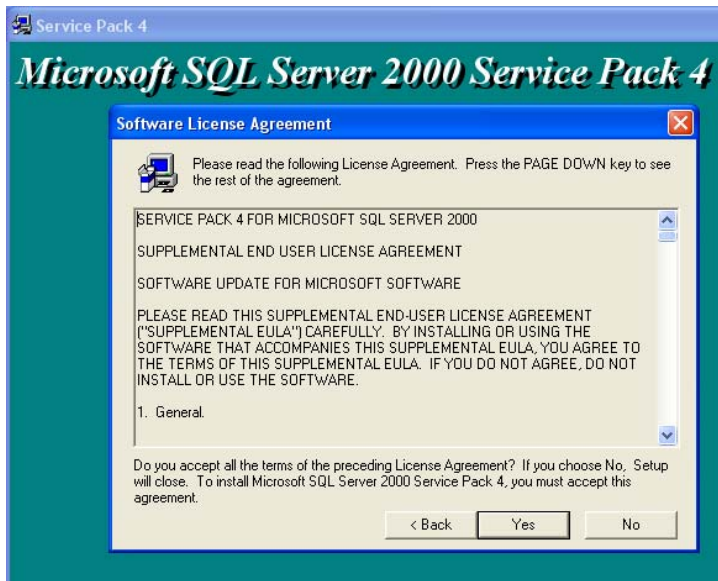 Service Pack 4
Microsoft SQL Server 2000 Service Pack 4
Software License Agreement
Please read the following License Agreement. Press the PAGE DOWN key to see
the rest of the agreement.
SERVICE PACK 4 FOR MICROSOFT SQL SERVER 2000
SUPPLEMENTAL END USER LICENSE AGREEMENT
SOFTWARE UPDATE FOR MICROSOFT SOFTWARE
PLEASE READ THIS SUPPLEMENTAL END-USER LICENSE AGREEMENT
("SUPPLEMENTAL EULA") CAREFULLY. BY INSTALLING OR USING THE
SOFTWARE THAT ACCOMPANIES THIS SUPPLEMENTAL EULA, YOU AGREE TO
THE TERMS OF THIS SUPPLEMENTAL EULA. IF YOU DO NOT AGREE, DO NOT
INSTALL OR USE THE SOFTWARE.
1. General.
Do you accept all the terms of the preceding License Agreement? If you choose No, Setup
will close. To install Microsoft SQL Server 2000 Service Pack 4, you must accept this
agreement.
< Back Yes No